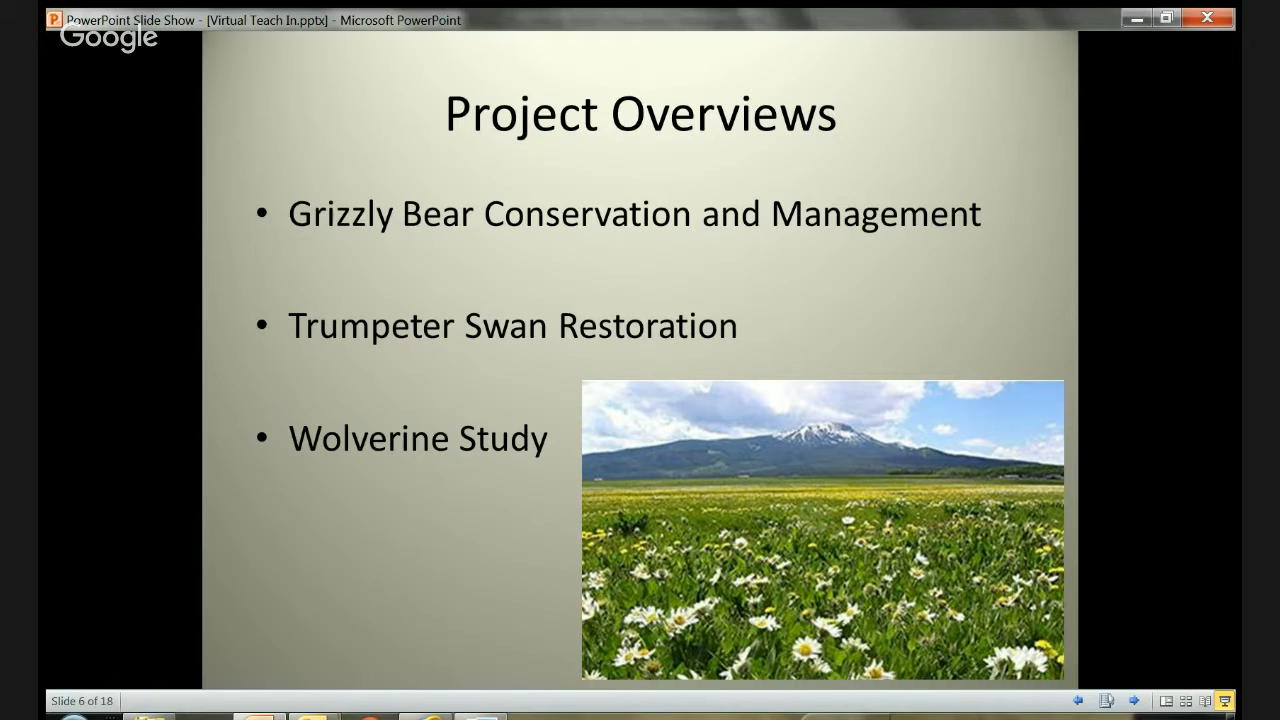 PowerPoint Slide Show - [Virtual Teach In.pptx] - Microsoft PowerPoint
Google
Project Overviews
• Grizzly Bear Conservation and Management
• Trumpeter Swan Restoration
• Wolverine Study
Slide 6 of 18